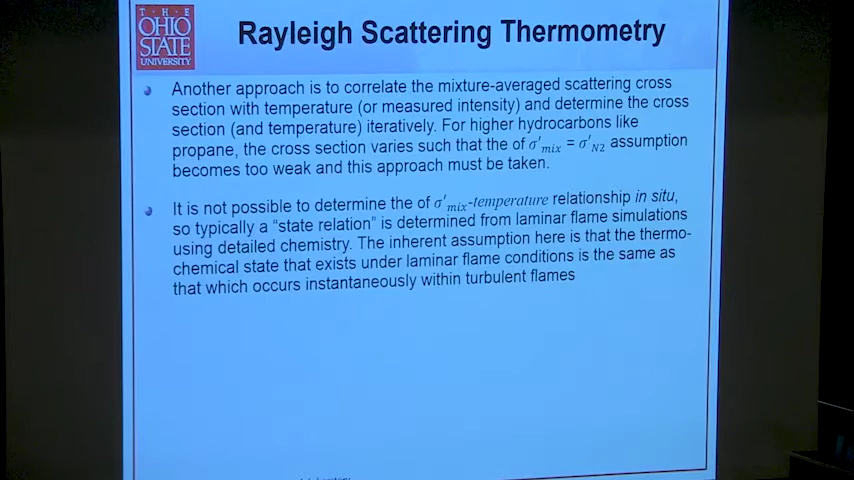 T·H·E
OHIO
STATE
UNIVERSITY
Rayleigh Scattering Thermometry
Another approach is to correlate the mixture-averaged scattering cross
section with temperature (or measured intensity) and determine the cross
section (and temperature) iteratively. For higher hydrocarbons like
propane, the cross section varies such that the of σ′mix = σ′N2 assumption
becomes too weak and this approach must be taken.
It is not possible to determine the of σ′mix-temperature relationship in situ,
so typically a “state relation” is determined from laminar flame simulations
using detailed chemistry. The inherent assumption here is that the thermo-
chemical state that exists under laminar flame conditions is the same as
that which occurs instantaneously within turbulent flames